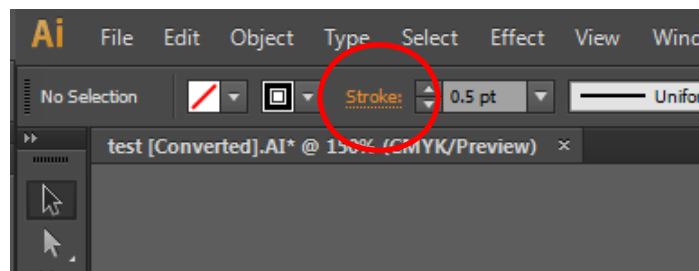 Ai File Edit Object Type Select Effect View
No Selection Stroke: 0.5 pt
test [Converted].AI* @ 150% (CMYK/Preview) ×